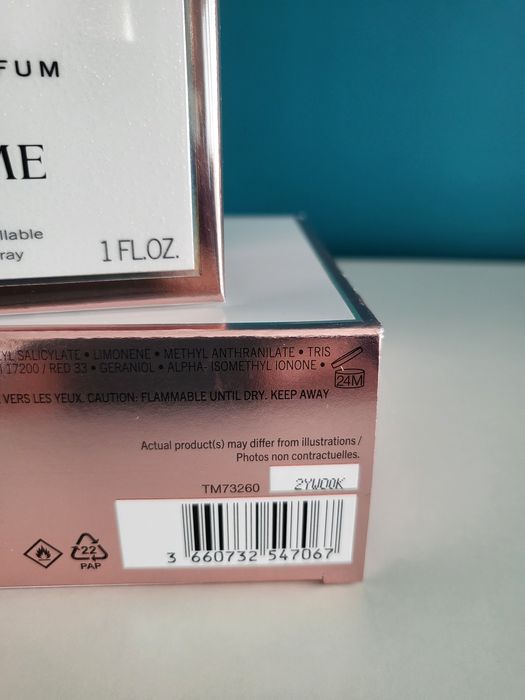 FUM
ME
llable
ray
1 FL.OZ.
YL SALICYLATE • LIMONENE • METHYL ANTHRANILATE • TRIS
17200 / RED 33 • GERANIOL • ALPHA- ISOMETHYL IONONE •
24M
VERS LES YEUX. CAUTION: FLAMMABLE UNTIL DRY. KEEP AWAY
Actual product(s) may differ from illustrations /
Photos non contractuelles.
TM73260
22
PAP
3 660732 547067